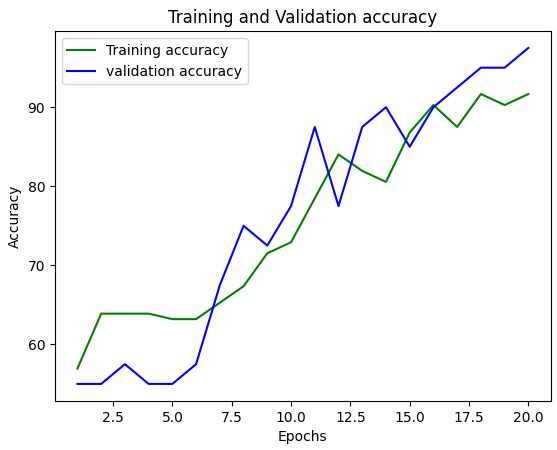 Training and Validation accuracy
Training accuracy
validation accuracy
Accuracy
90
80
70
60
2.5 5.0 7.5 10.0 12.5 15.0 17.5 20.0
Epochs